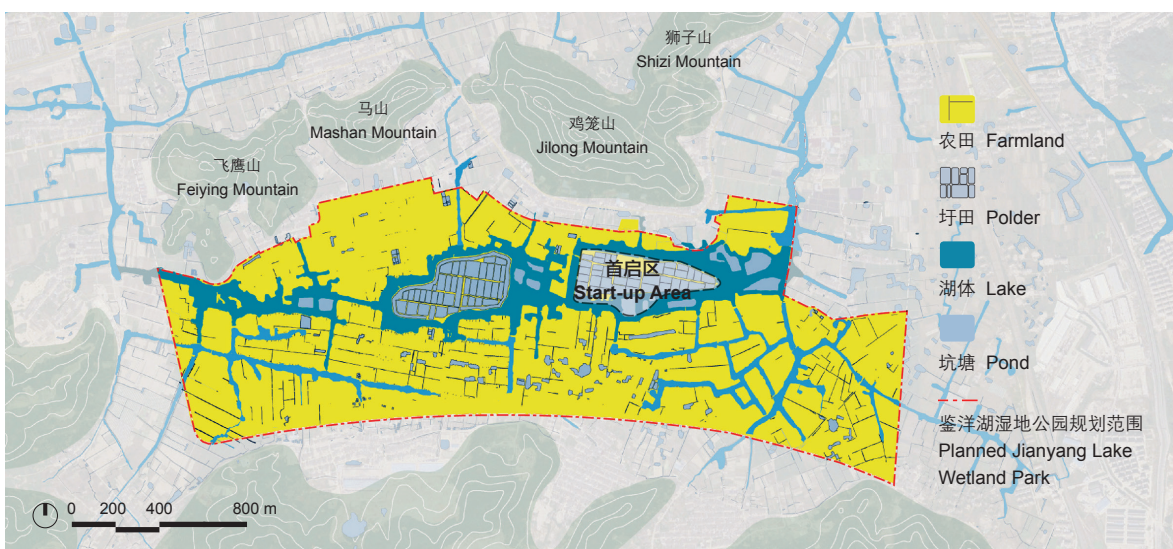 狮子山
Shizi Mountain
马山
Mashan Mountain
鸡笼山
Jilong Mountain
飞鹰山
Feiying Mountain
首启区
Start-up Area
农田 Farmland
圩田 Polder
湖体 Lake
坑塘 Pond
鉴洋湖湿地公园规划范围
Planned Jianyang Lake
Wetland Park
0 200 400 800 m